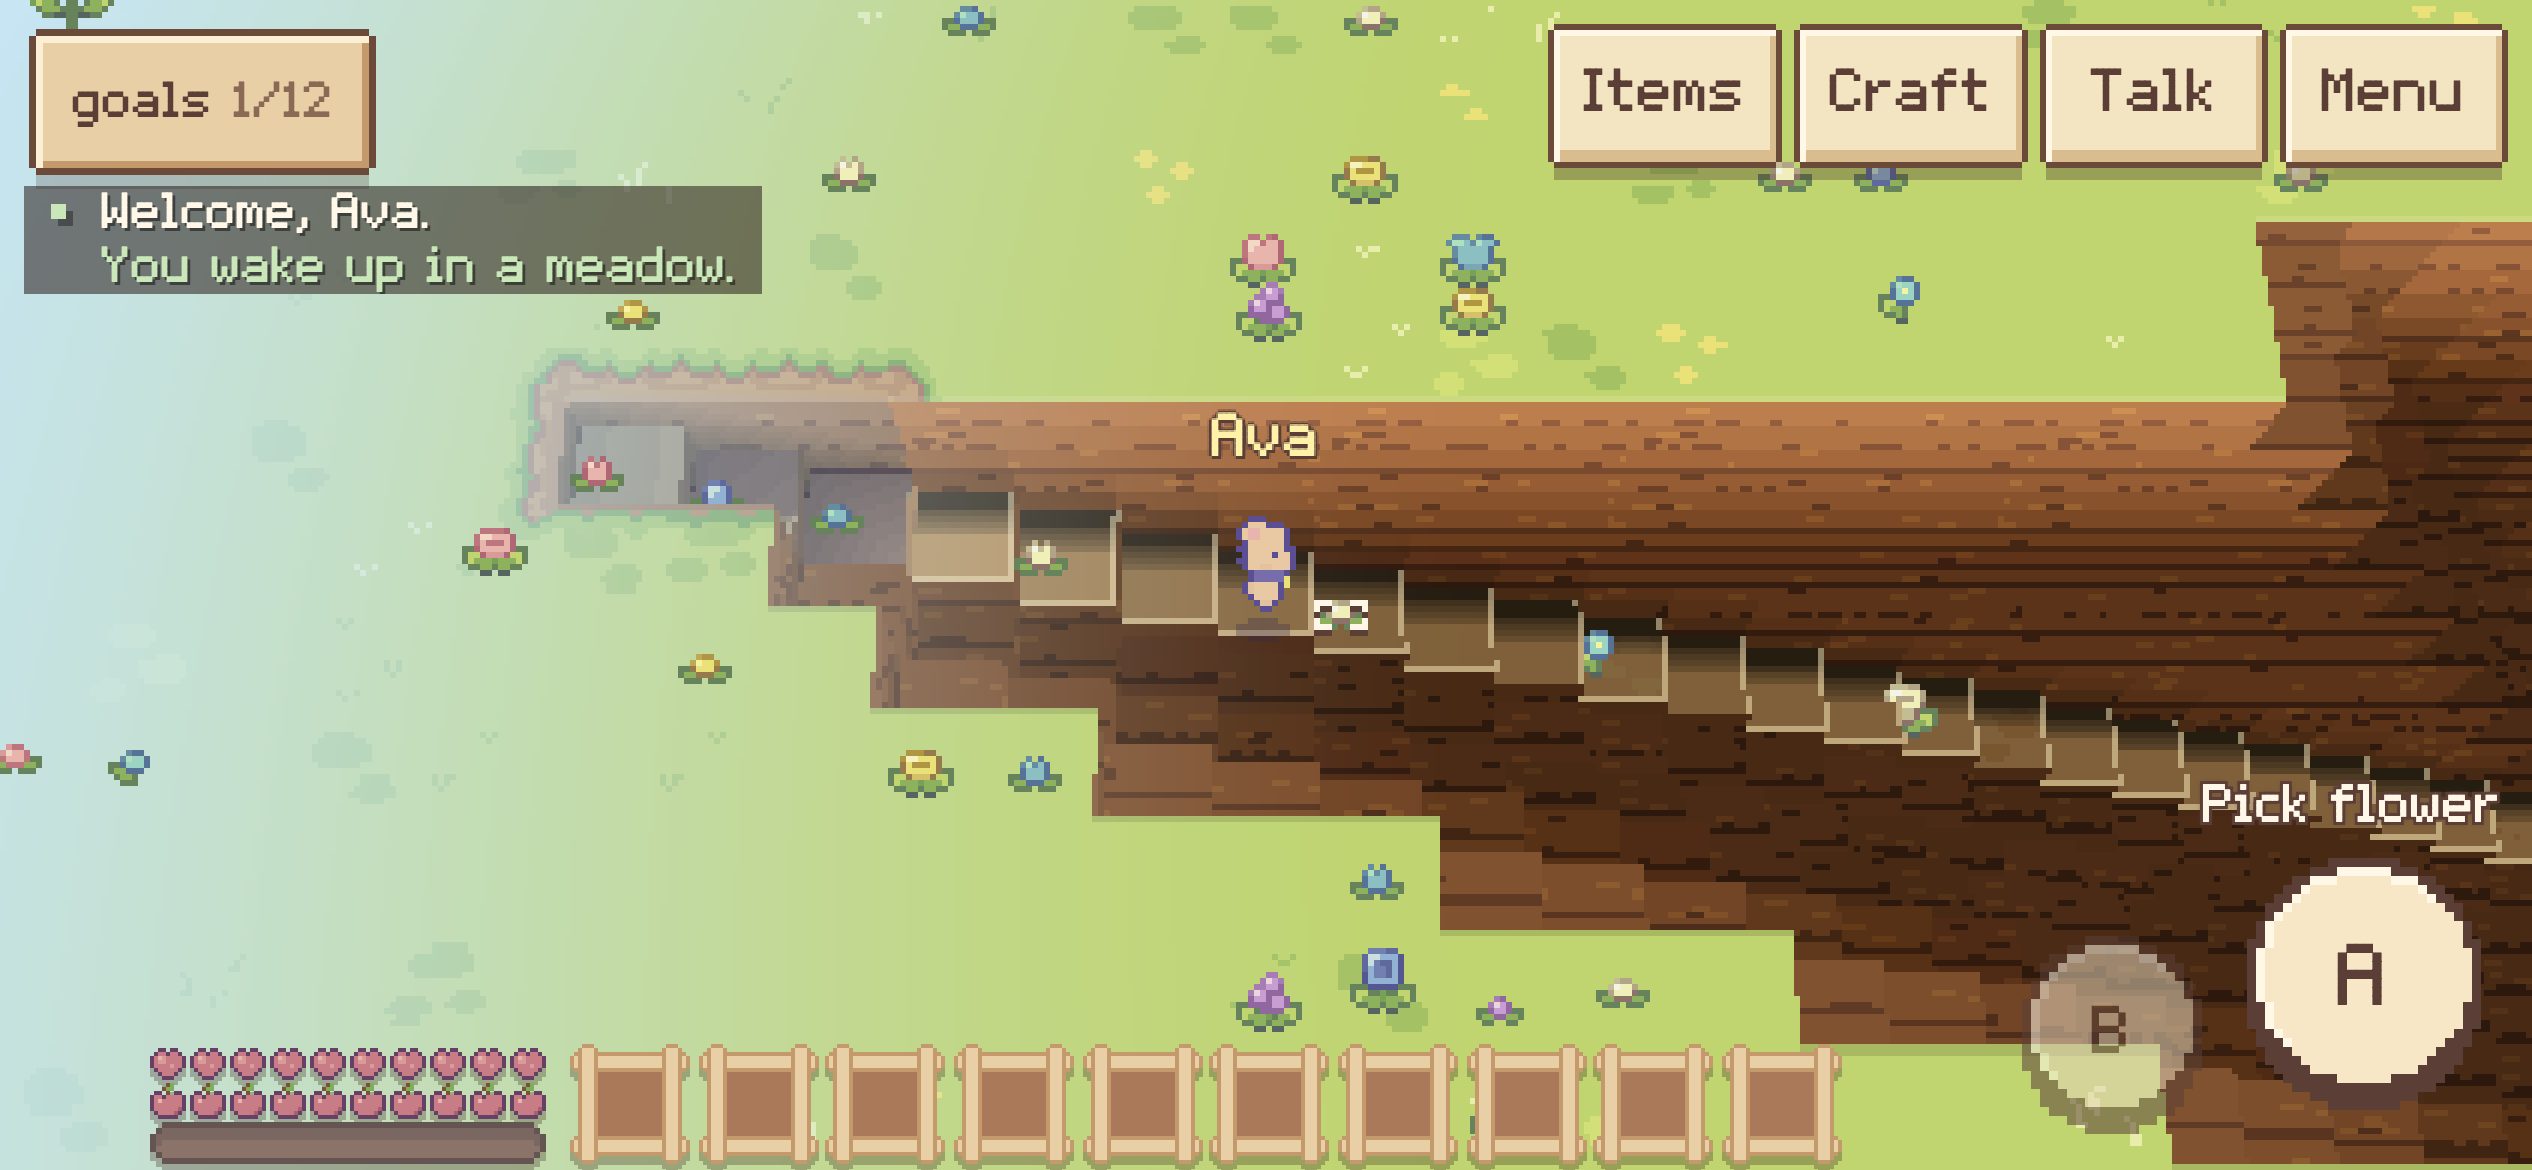 goals 1/12
Items
Craft
Talk
Menu
Welcome, Ava.
You wake up in a meadow.
Ava
Pick flower
A
B